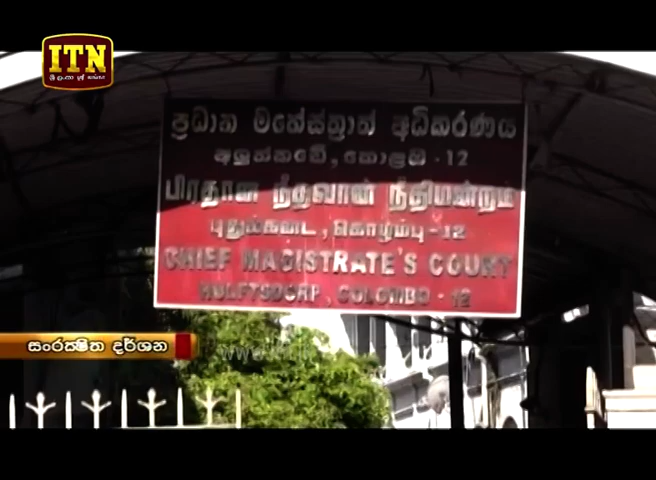 ITN
ප්‍රධාන මහේස්ත්‍රාත් අධිකරණය
අලුත්කඩේ, කොළඹ - 12
பிரதான நீதவான் நீதிமன்றம்
புதுக்கடை, கொழும்பு - 12
CHIEF MAGISTRATE'S COURT
HULFTSDORP, COLOMBO - 12
සංරක්ෂිත දර්ශන